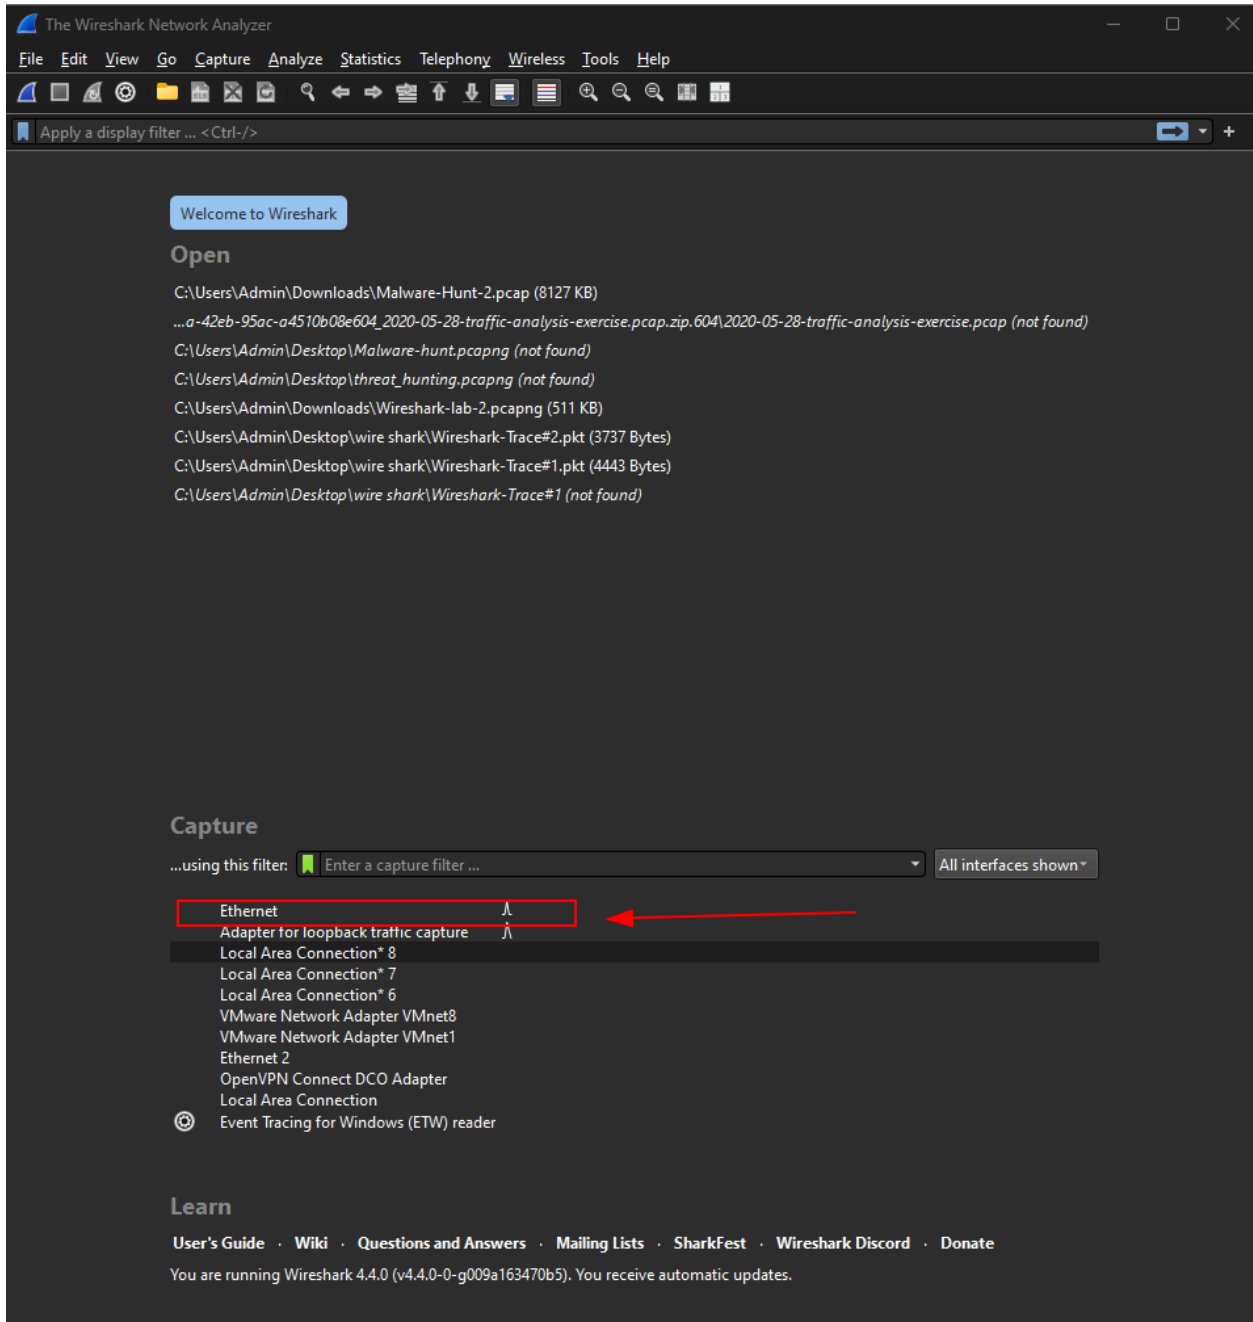 The Wireshark Network Analyzer
File Edit View Go Capture Analyze Statistics Telephony Wireless Tools Help
Apply a display filter ... <Ctrl-/>
Welcome to Wireshark
Open
C:\Users\Admin\Downloads\Malware-Hunt-2.pcap (8127 KB)
...a-42eb-95ac-a4510b08e604_2020-05-28-traffic-analysis-exercise.pcap.zip.604\2020-05-28-traffic-analysis-exercise.pcap (not found)
C:\Users\Admin\Desktop\Malware-hunt.pcapng (not found)
C:\Users\Admin\Desktop\threat_hunting.pcapng (not found)
C:\Users\Admin\Downloads\Wireshark-lab-2.pcapng (511 KB)
C:\Users\Admin\Desktop\wire shark\Wireshark-Trace#2.pkt (3737 Bytes)
C:\Users\Admin\Desktop\wire shark\Wireshark-Trace#1.pkt (4443 Bytes)
C:\Users\Admin\Desktop\wire shark\Wireshark-Trace#1 (not found)
Capture
...using this filter: Enter a capture filter ... All interfaces shown
Ethernet
Adapter for loopback traffic capture
Local Area Connection* 8
Local Area Connection* 7
Local Area Connection* 6
VMware Network Adapter VMnet8
VMware Network Adapter VMnet1
Ethernet 2
OpenVPN Connect DCO Adapter
Local Area Connection
Event Tracing for Windows (ETW) reader
Learn
User's Guide · Wiki · Questions and Answers · Mailing Lists · SharkFest · Wireshark Discord · Donate
You are running Wireshark 4.4.0 (v4.4.0-0-g009a163470b5). You receive automatic updates.